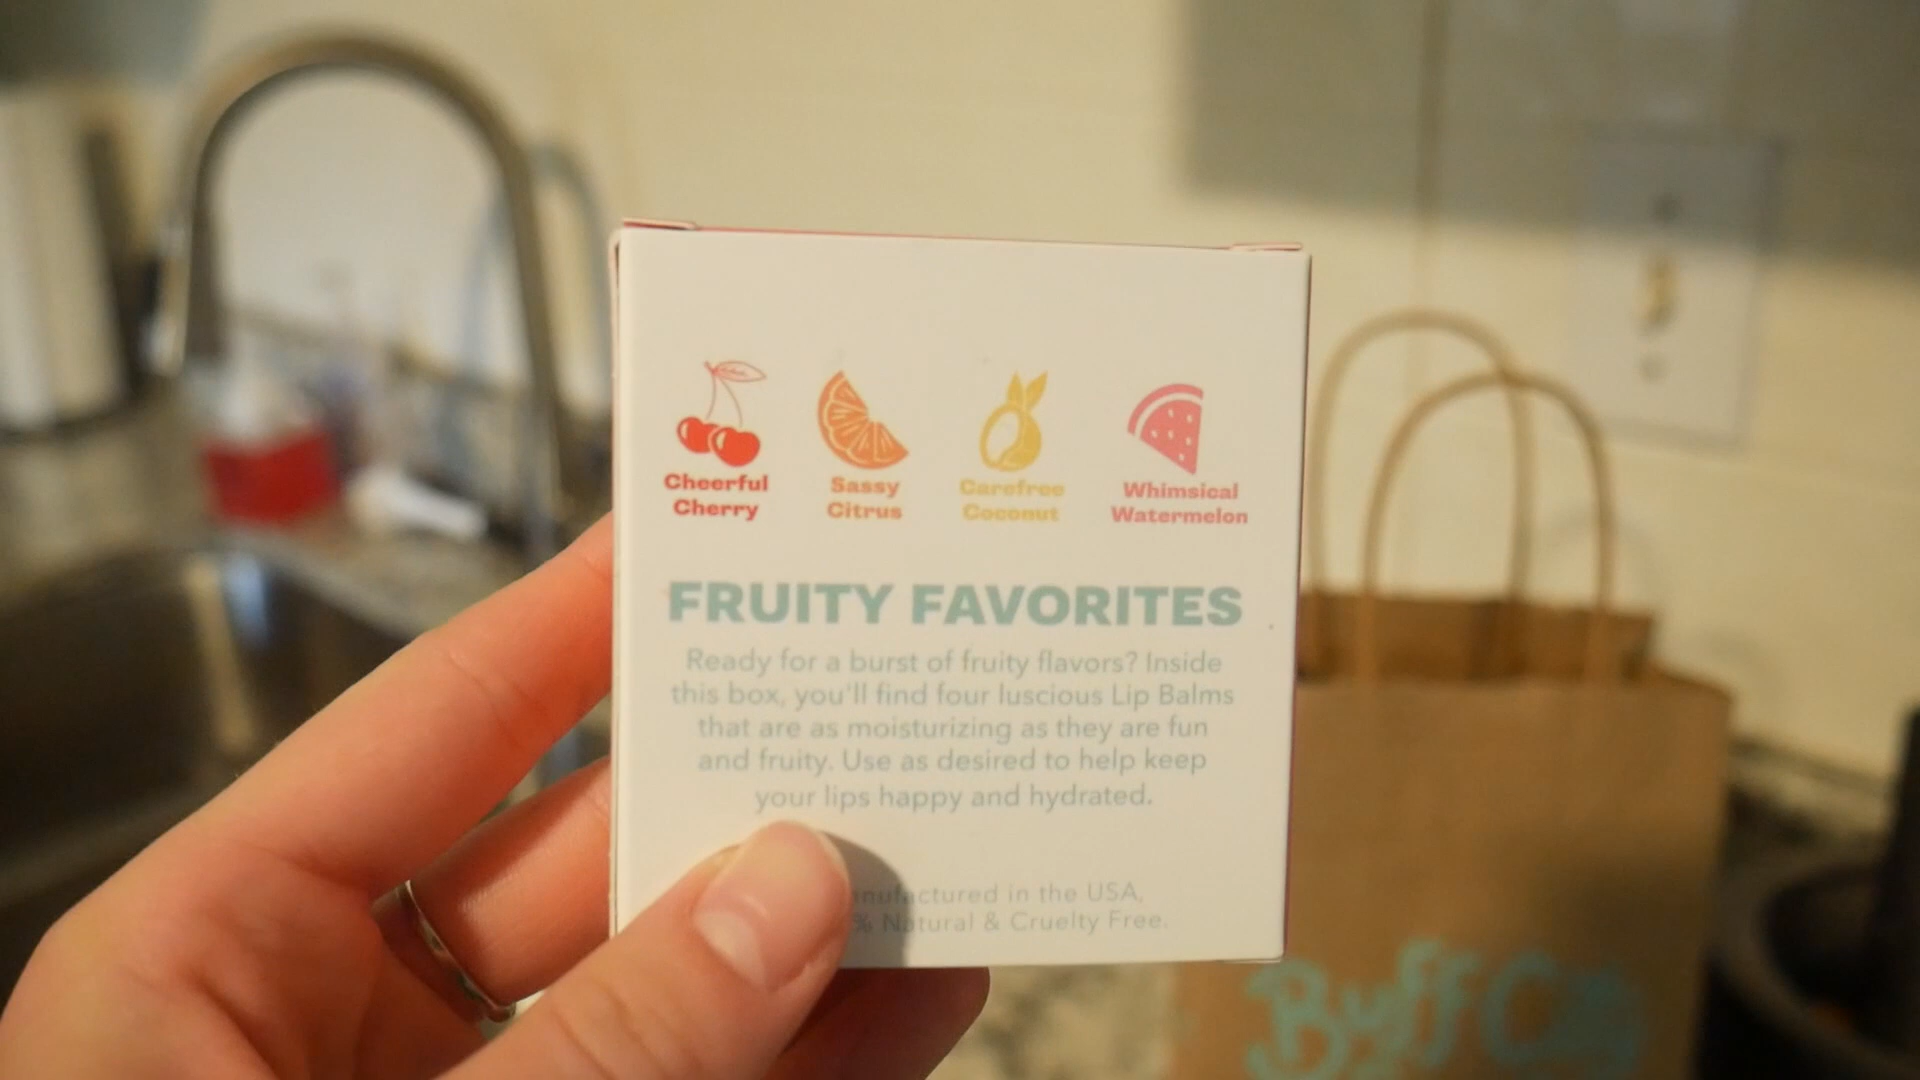 Cheerful
Cherry
Sassy
Citrus
Carefree
Coconut
Whimsical
Watermelon
FRUITY FAVORITES
Ready for a burst of fruity flavors? Inside
this box, you'll find four luscious Lip Balms
that are as moisturizing as they are fun
and fruity. Use as desired to help keep
your lips happy and hydrated.
in the USA,
% Natural & Cruelty Free.
Buff City